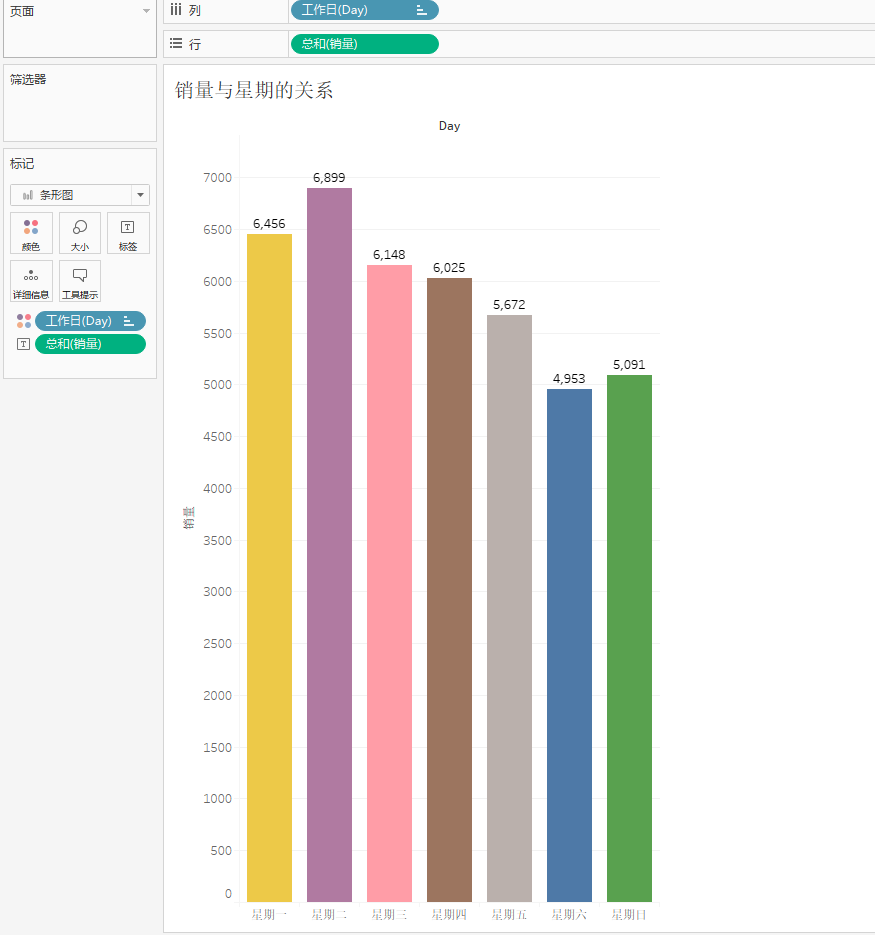 页面
列
工作日(Day)
行
总和(销量)
筛选器
标记
条形图
颜色
大小
T
标签
详细信息
工具提示
工作日(Day)
T
总和(销量)
销量与星期的关系
Day
销量
7000
6500
6000
5500
5000
4500
4000
3500
3000
2500
2000
1500
1000
500
0
6,456
6,899
6,148
6,025
5,672
4,953
5,091
星期一
星期二
星期三
星期四
星期五
星期六
星期日